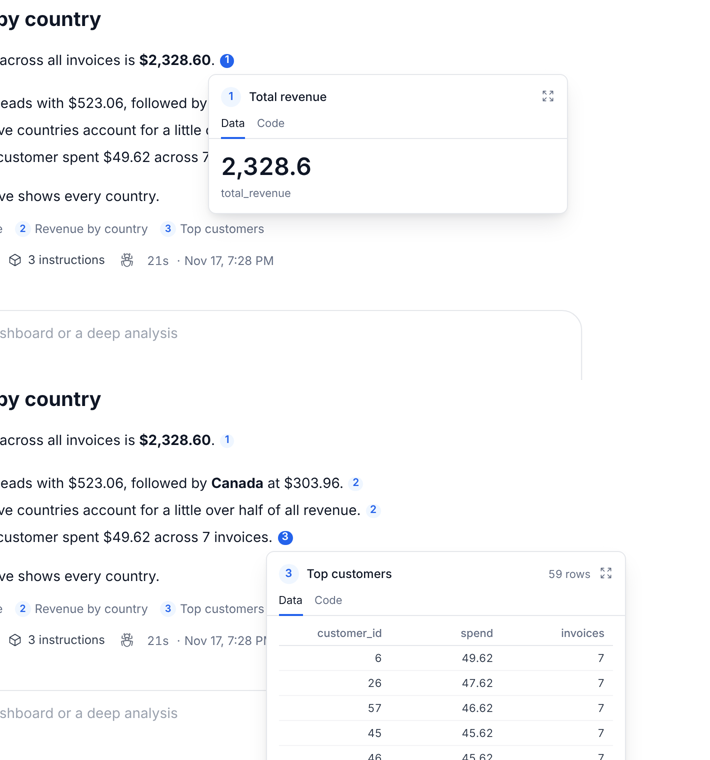 by country
across all invoices is $2,328.60. 1
1 Total revenue
eads with $523.06, followed by
Data Code
ve countries account for a little
customer spent $49.62 across 7
2,328.6
total_revenue
ve shows every country.
e 2 Revenue by country 3 Top customers
3 instructions 21s · Nov 17, 7:28 PM
shboard or a deep analysis
by country
across all invoices is $2,328.60. 1
eads with $523.06, followed by Canada at $303.96. 2
ve countries account for a little over half of all revenue. 2
customer spent $49.62 across 7 invoices. 3
3 Top customers 59 rows
ve shows every country.
Data Code
e 2 Revenue by country 3 Top customers
customer_id spend invoices
3 instructions 21s · Nov 17, 7:28 P
6 49.62 7
26 47.62 7
57 46.62 7
shboard or a deep analysis
45 45.62 7
46 45.62 7